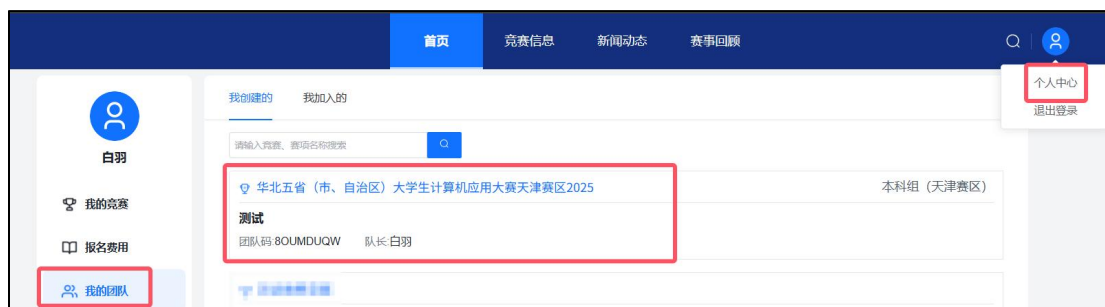 首页 竞赛信息 新闻动态 赛事回顾
个人中心
退出登录
白羽
我的竞赛
报名费用
我的团队
我创建的 我加入的
请输入竞赛、赛项名称搜索
华北五省（市、自治区）大学生计算机应用大赛天津赛区2025 本科组（天津赛区）
测试
团队码:8OUMDUQW 队长:白羽